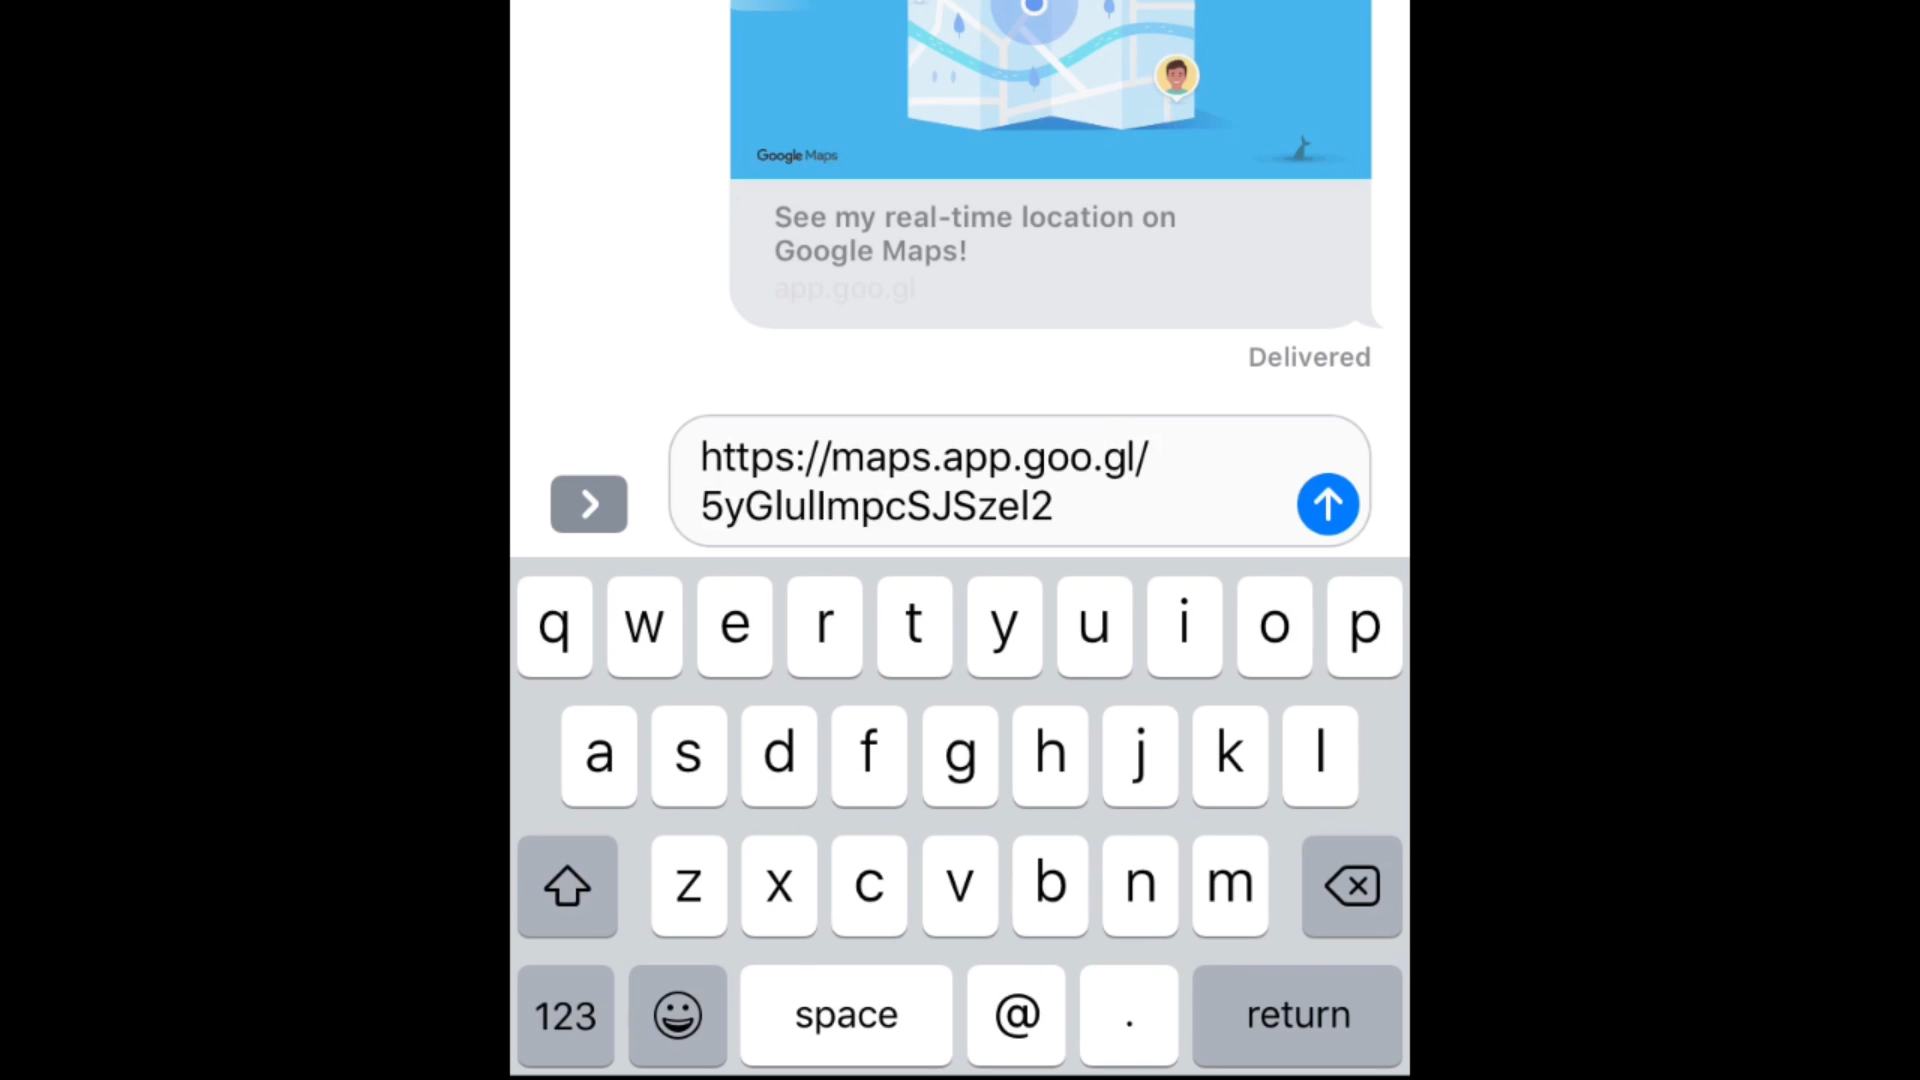 Google Maps
See my real-time location on
Google Maps!
app.goo.gl
Delivered
https://maps.app.goo.gl/
5yGlulImpcSJSzel2
q w e r t y u i o p
a s d f g h j k l
z x c v b n m
123 space @ . return